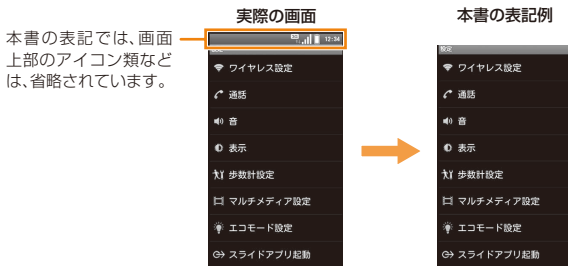 実際の画面
本書の表記例
本書の表記では、画面
上部のアイコン類など
は、省略されています。
12:34
設定
ワイヤレス設定
通話
音
表示
歩数計設定
マルチメディア設定
エコモード設定
スライドアプリ起動
設定
ワイヤレス設定
通話
音
表示
歩数計設定
マルチメディア設定
エコモード設定
スライドアプリ起動